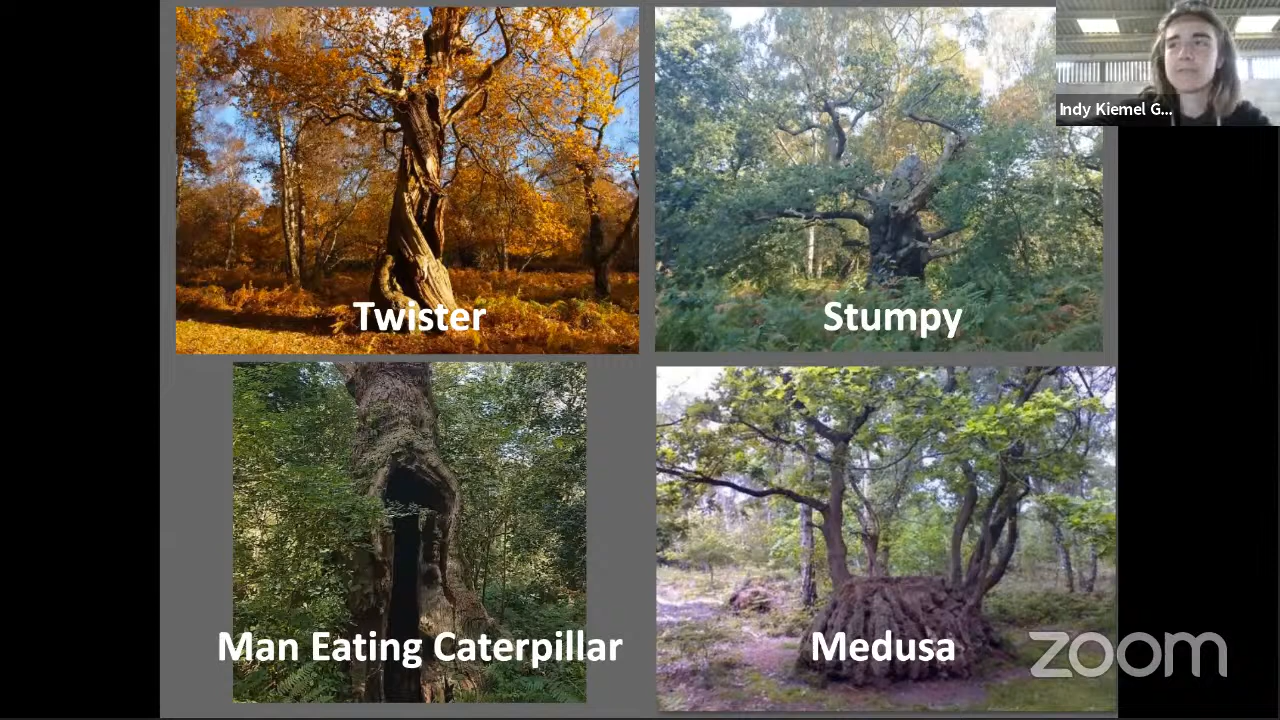 Indy Kiemel G...
Twister
Stumpy
Man Eating Caterpillar
Medusa
zoom